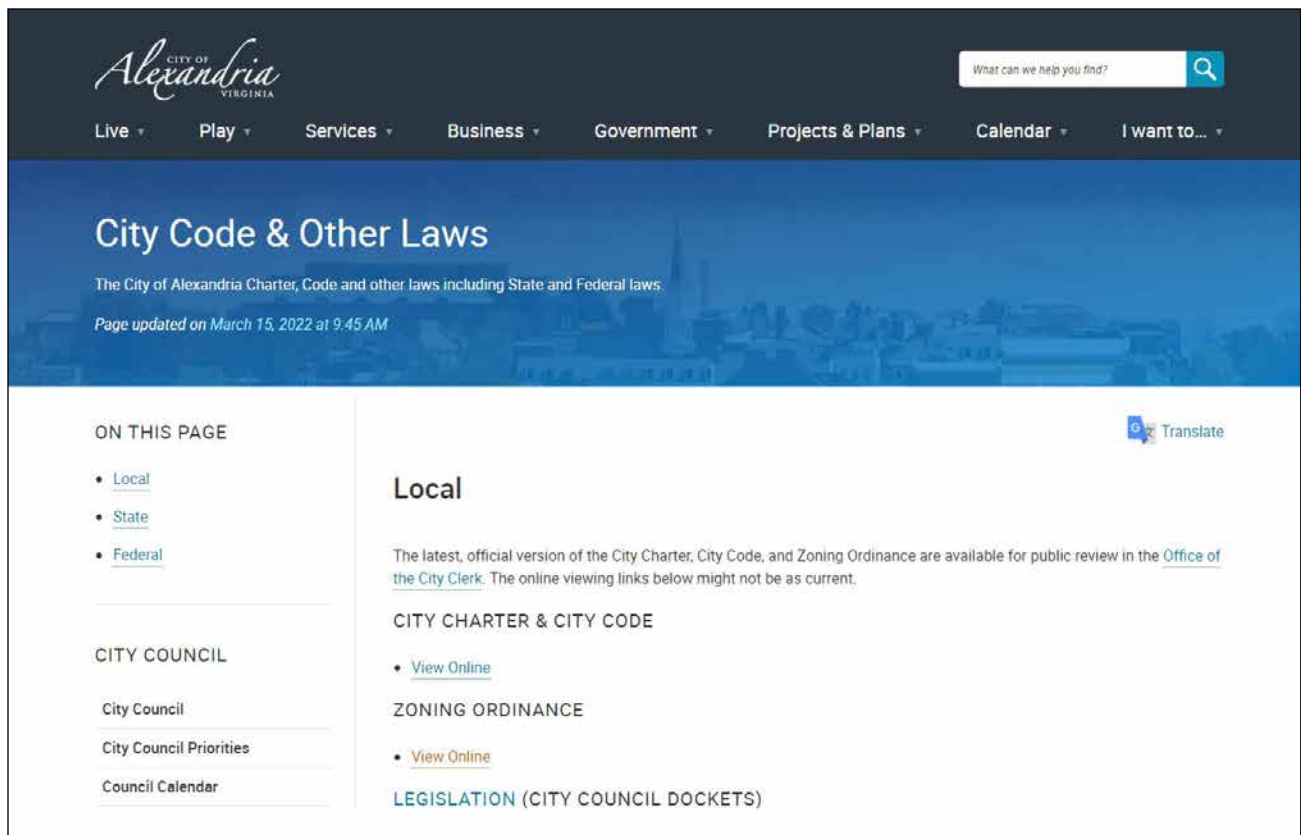 CITY OF
Alexandria
VIRGINIA
What can we help you find?
Live Play Services Business Government Projects & Plans Calendar I want to...
City Code & Other Laws
The City of Alexandria Charter, Code and other laws including State and Federal laws.
Page updated on March 15, 2022 at 9:45 AM
ON THIS PAGE
• Local
• State
• Federal
CITY COUNCIL
City Council
City Council Priorities
Council Calendar
Translate
Local
The latest, official version of the City Charter, City Code, and Zoning Ordinance are available for public review in the Office of
the City Clerk. The online viewing links below might not be as current.
CITY CHARTER & CITY CODE
• View Online
ZONING ORDINANCE
• View Online
LEGISLATION (CITY COUNCIL DOCKETS)